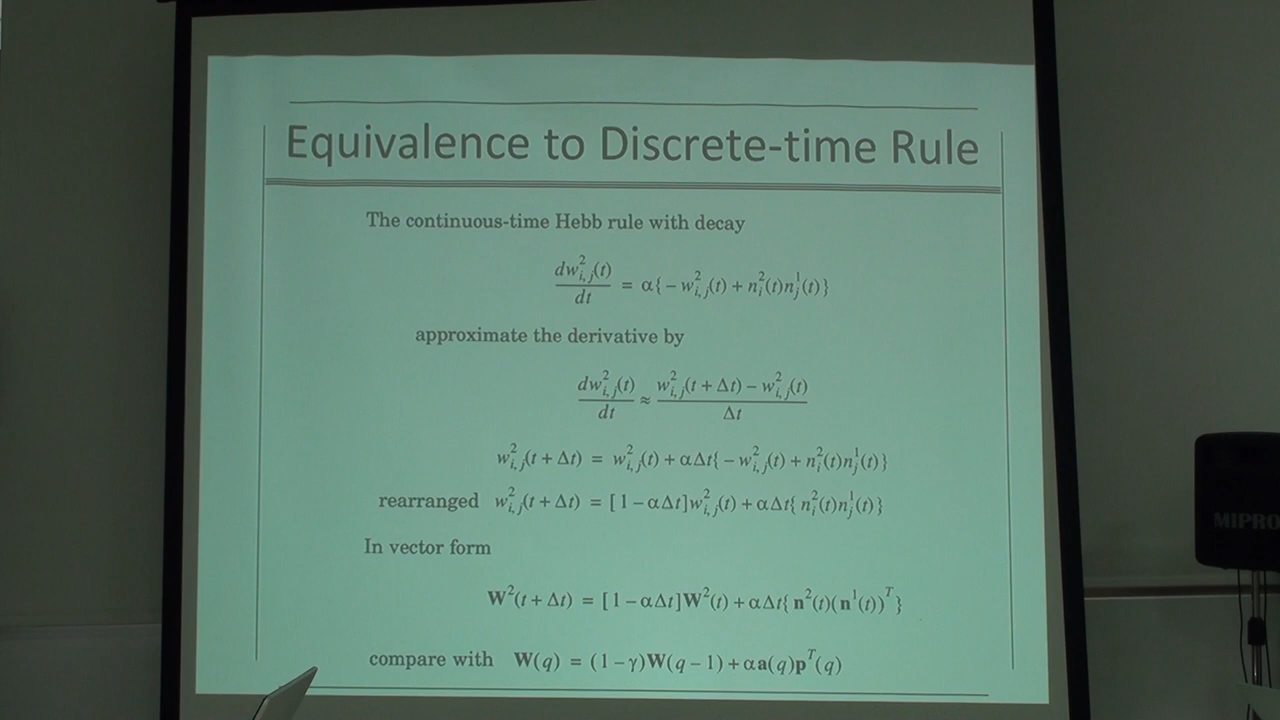 Equivalence to Discrete-time Rule
The continuous-time Hebb rule with decay
dw²ᵢ,ⱼ(t)/dt = α{ − w²ᵢ,ⱼ(t) + n²ᵢ(t)n¹ⱼ(t)}
approximate the derivative by
dw²ᵢ,ⱼ(t)/dt ≈ (w²ᵢ,ⱼ(t + Δt) − w²ᵢ,ⱼ(t))/Δt
w²ᵢ,ⱼ(t + Δt) = w²ᵢ,ⱼ(t) + αΔt{ − w²ᵢ,ⱼ(t) + n²ᵢ(t)n¹ⱼ(t)}
rearranged w²ᵢ,ⱼ(t + Δt) = [1 − αΔt]w²ᵢ,ⱼ(t) + αΔt{ n²ᵢ(t)n¹ⱼ(t)}
In vector form
W²(t + Δt) = [1 − αΔt]W²(t) + αΔt{ n²(t)(n¹(t))ᵀ}
compare with W(q) = (1 − γ)W(q − 1) + αa(q)pᵀ(q)
MIPRO